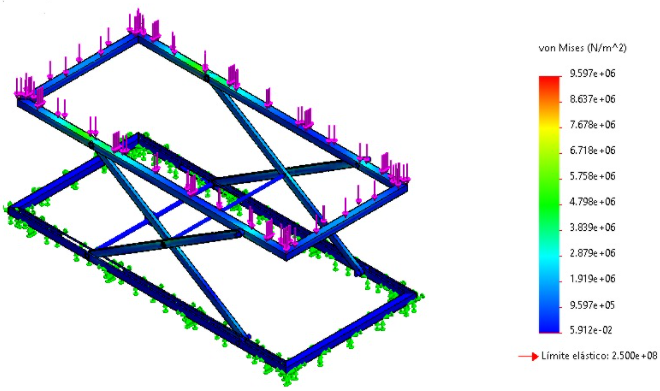 von Mises (N/m^2)
9.597e+06
8.637e+06
7.678e+06
6.718e+06
5.758e+06
4.798e+06
3.839e+06
2.879e+06
1.919e+06
9.597e+05
5.912e-02
Límite elástico: 2.500e+08